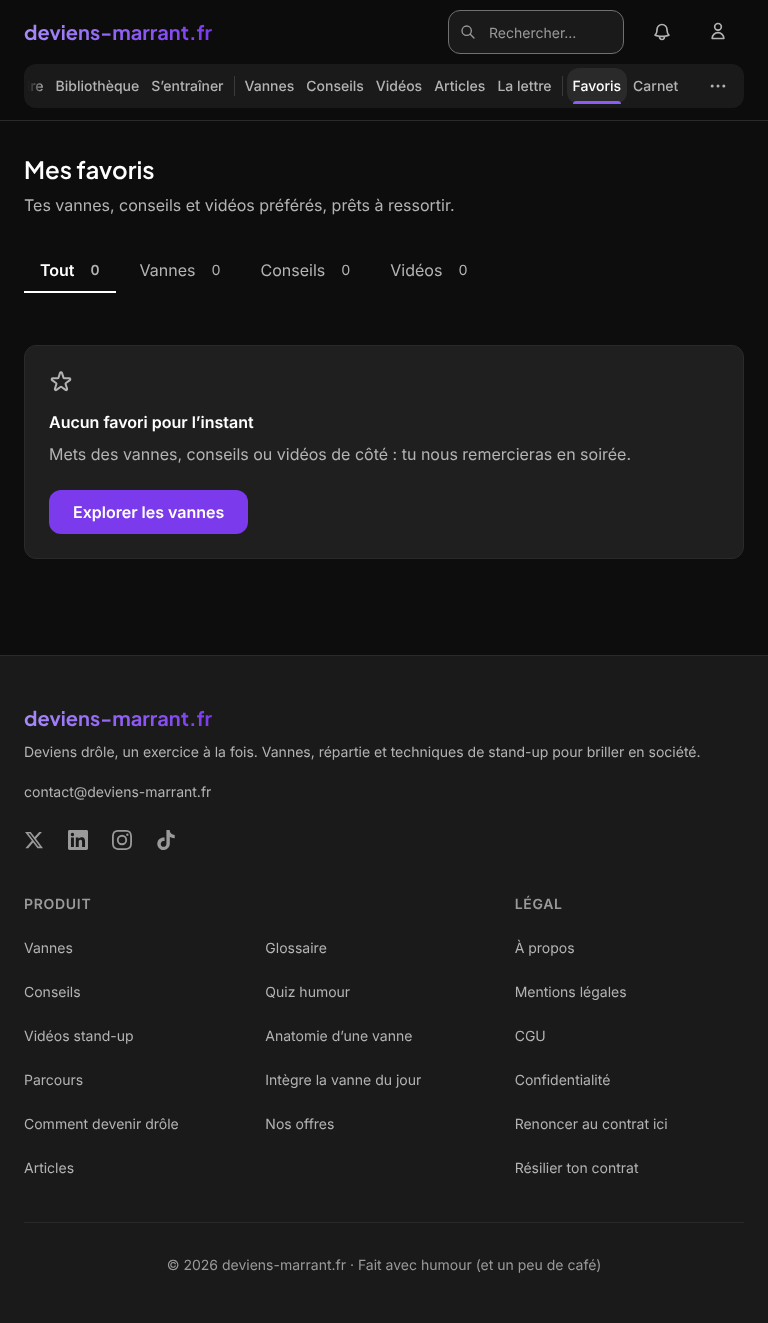 deviens-marrant.fr
Rechercher...
Bibliothèque S’entraîner Vannes Conseils Vidéos Articles La lettre Favoris Carnet
Mes favoris
Tes vannes, conseils et vidéos préférés, prêts à ressortir.
Tout 0 Vannes 0 Conseils 0 Vidéos 0
Aucun favori pour l’instant
Mets des vannes, conseils ou vidéos de côté : tu nous remercieras en soirée.
Explorer les vannes
deviens-marrant.fr
Deviens drôle, un exercice à la fois. Vannes, répartie et techniques de stand-up pour briller en société.
contact@deviens-marrant.fr
PRODUIT
Vannes
Conseils
Vidéos stand-up
Parcours
Comment devenir drôle
Articles
Glossaire
Quiz humour
Anatomie d’une vanne
Intègre la vanne du jour
Nos offres
LÉGAL
À propos
Mentions légales
CGU
Confidentialité
Renoncer au contrat ici
Résilier ton contrat
© 2026 deviens-marrant.fr · Fait avec humour (et un peu de café)